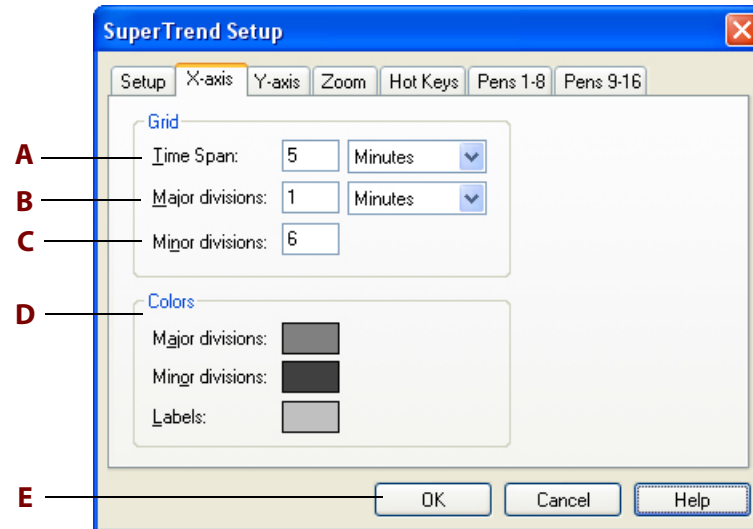 SuperTrend Setup
Setup X-axis Y-axis Zoom Hot Keys Pens 1-8 Pens 9-16
Grid
A Time Span: 5 Minutes
B Major divisions: 1 Minutes
C Minor divisions: 6
D Colors
Major divisions:
Minor divisions:
Labels:
E OK Cancel Help